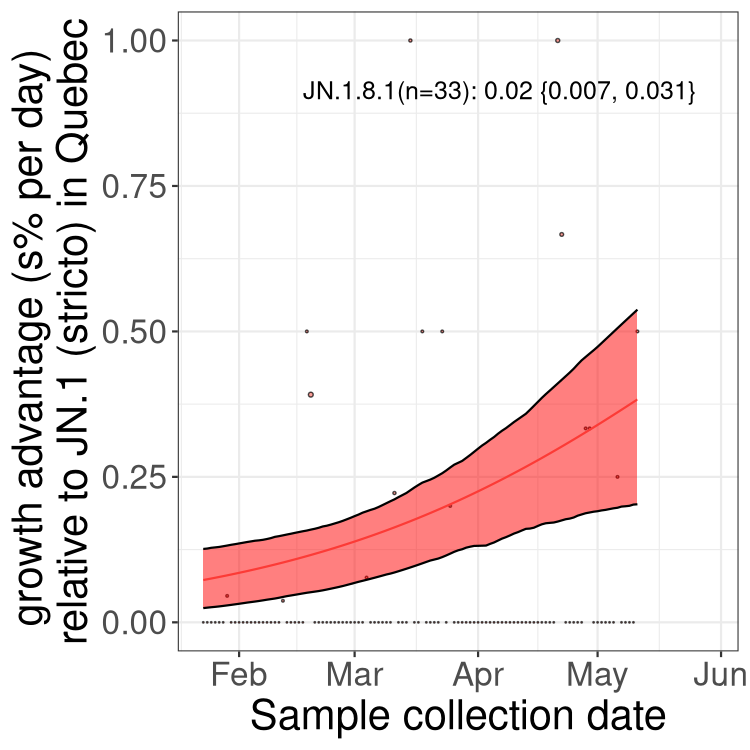 growth advantage (s% per day)
relative to JN.1 (stricto) in Quebec
1.00
0.75
0.50
0.25
0.00
JN.1.8.1(n=33): 0.02 {0.007, 0.031}
Feb Mar Apr May Jun
Sample collection date